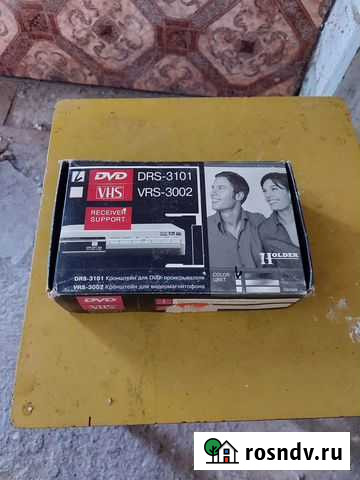 DVD DRS-3101
VHS VRS-3002
RECEIVER
SUPPORT
HOLDER
COLOR
UNIT
DRS-3101 Кронштейн для DVD-проигрывателя
VRS-3002 Кронштейн для видеомагнитофона
DVD
VHS
rosndv.ru